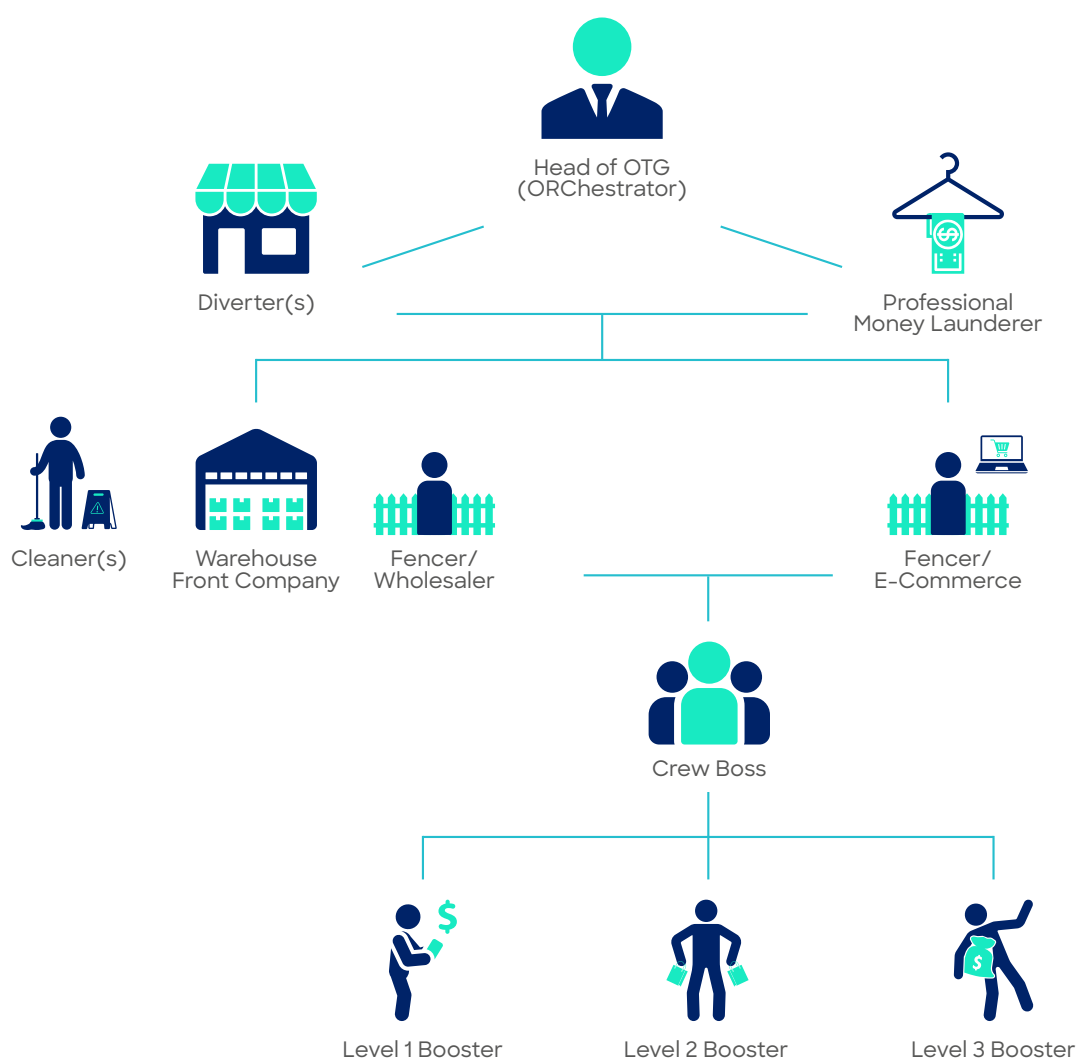 Head of OTG
(ORChestrator)
Diverter(s)
Professional
Money Launderer
Cleaner(s)
Warehouse
Front Company
Fencer/
Wholesaler
Fencer/
E-Commerce
Crew Boss
$
$
Level 1 Booster
Level 2 Booster
Level 3 Booster